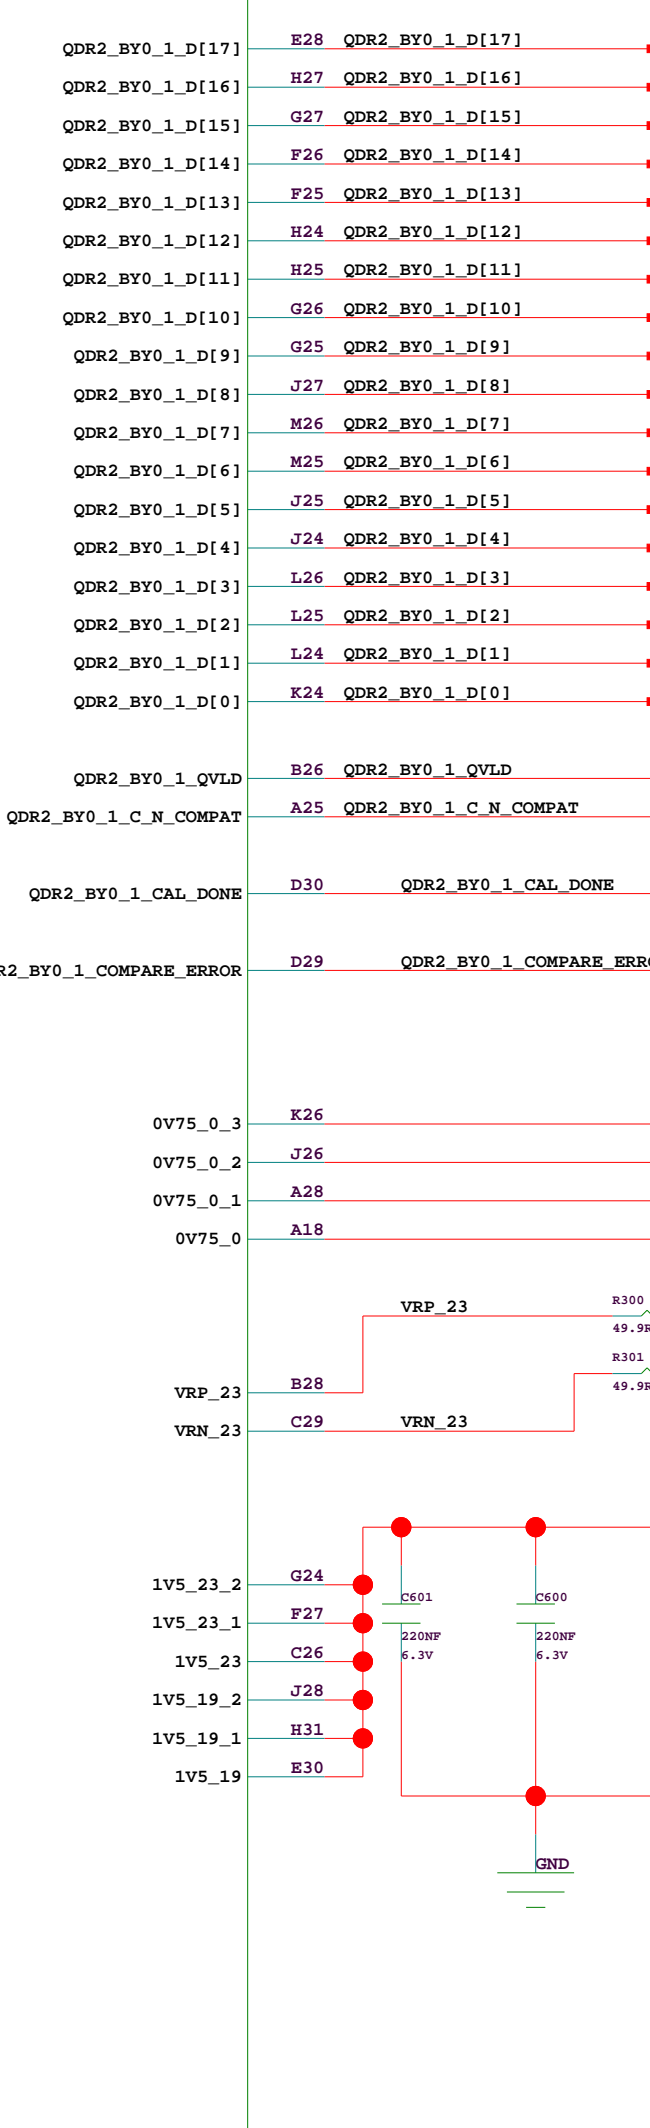 QDR2_BY0_1_D[17] E28 QDR2_BY0_1_D[17]
QDR2_BY0_1_D[16] H27 QDR2_BY0_1_D[16]
QDR2_BY0_1_D[15] G27 QDR2_BY0_1_D[15]
QDR2_BY0_1_D[14] F26 QDR2_BY0_1_D[14]
QDR2_BY0_1_D[13] F25 QDR2_BY0_1_D[13]
QDR2_BY0_1_D[12] H24 QDR2_BY0_1_D[12]
QDR2_BY0_1_D[11] H25 QDR2_BY0_1_D[11]
QDR2_BY0_1_D[10] G26 QDR2_BY0_1_D[10]
QDR2_BY0_1_D[9] G25 QDR2_BY0_1_D[9]
QDR2_BY0_1_D[8] J27 QDR2_BY0_1_D[8]
QDR2_BY0_1_D[7] M26 QDR2_BY0_1_D[7]
QDR2_BY0_1_D[6] M25 QDR2_BY0_1_D[6]
QDR2_BY0_1_D[5] J25 QDR2_BY0_1_D[5]
QDR2_BY0_1_D[4] J24 QDR2_BY0_1_D[4]
QDR2_BY0_1_D[3] L26 QDR2_BY0_1_D[3]
QDR2_BY0_1_D[2] L25 QDR2_BY0_1_D[2]
QDR2_BY0_1_D[1] L24 QDR2_BY0_1_D[1]
QDR2_BY0_1_D[0] K24 QDR2_BY0_1_D[0]
QDR2_BY0_1_QVLD B26 QDR2_BY0_1_QVLD
QDR2_BY0_1_C_N_COMPAT A25 QDR2_BY0_1_C_N_COMPAT
QDR2_BY0_1_CAL_DONE D30 QDR2_BY0_1_CAL_DONE
R2_BY0_1_COMPARE_ERROR D29 QDR2_BY0_1_COMPARE_ERR
0V75_0_3 K26
0V75_0_2 J26
0V75_0_1 A28
0V75_0 A18
VRP_23 R300
49.9R
R301
VRP_23 B28 49.9R
VRN_23 C29 VRN_23
1V5_23_2 G24 C601 C600
1V5_23_1 F27 220NF 220NF
1V5_23 C26 6.3V 6.3V
1V5_19_2 J28
1V5_19_1 H31
1V5_19 E30
GND